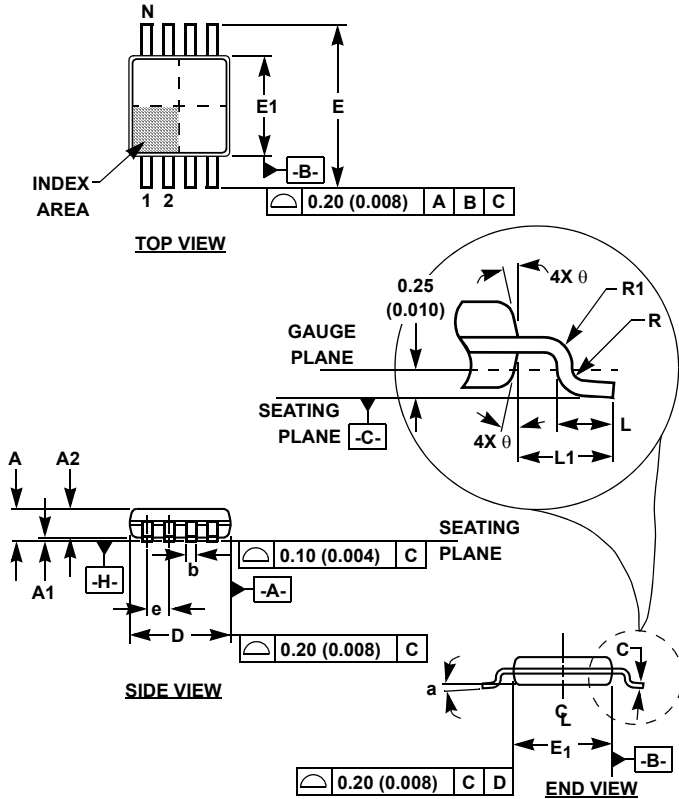 N
E1
E
-B-
INDEX
AREA
1 2
0.20 (0.008) A B C
TOP VIEW
0.25
(0.010)
4X θ
R1
R
GAUGE
PLANE
SEATING
PLANE
-C-
4X θ
L
L1
A
A2
A1
-H-
b
e
D
SEATING
PLANE
0.10 (0.004) C
-A-
0.20 (0.008) C
SIDE VIEW
C
a
CL
E1
-B-
0.20 (0.008) C D
END VIEW